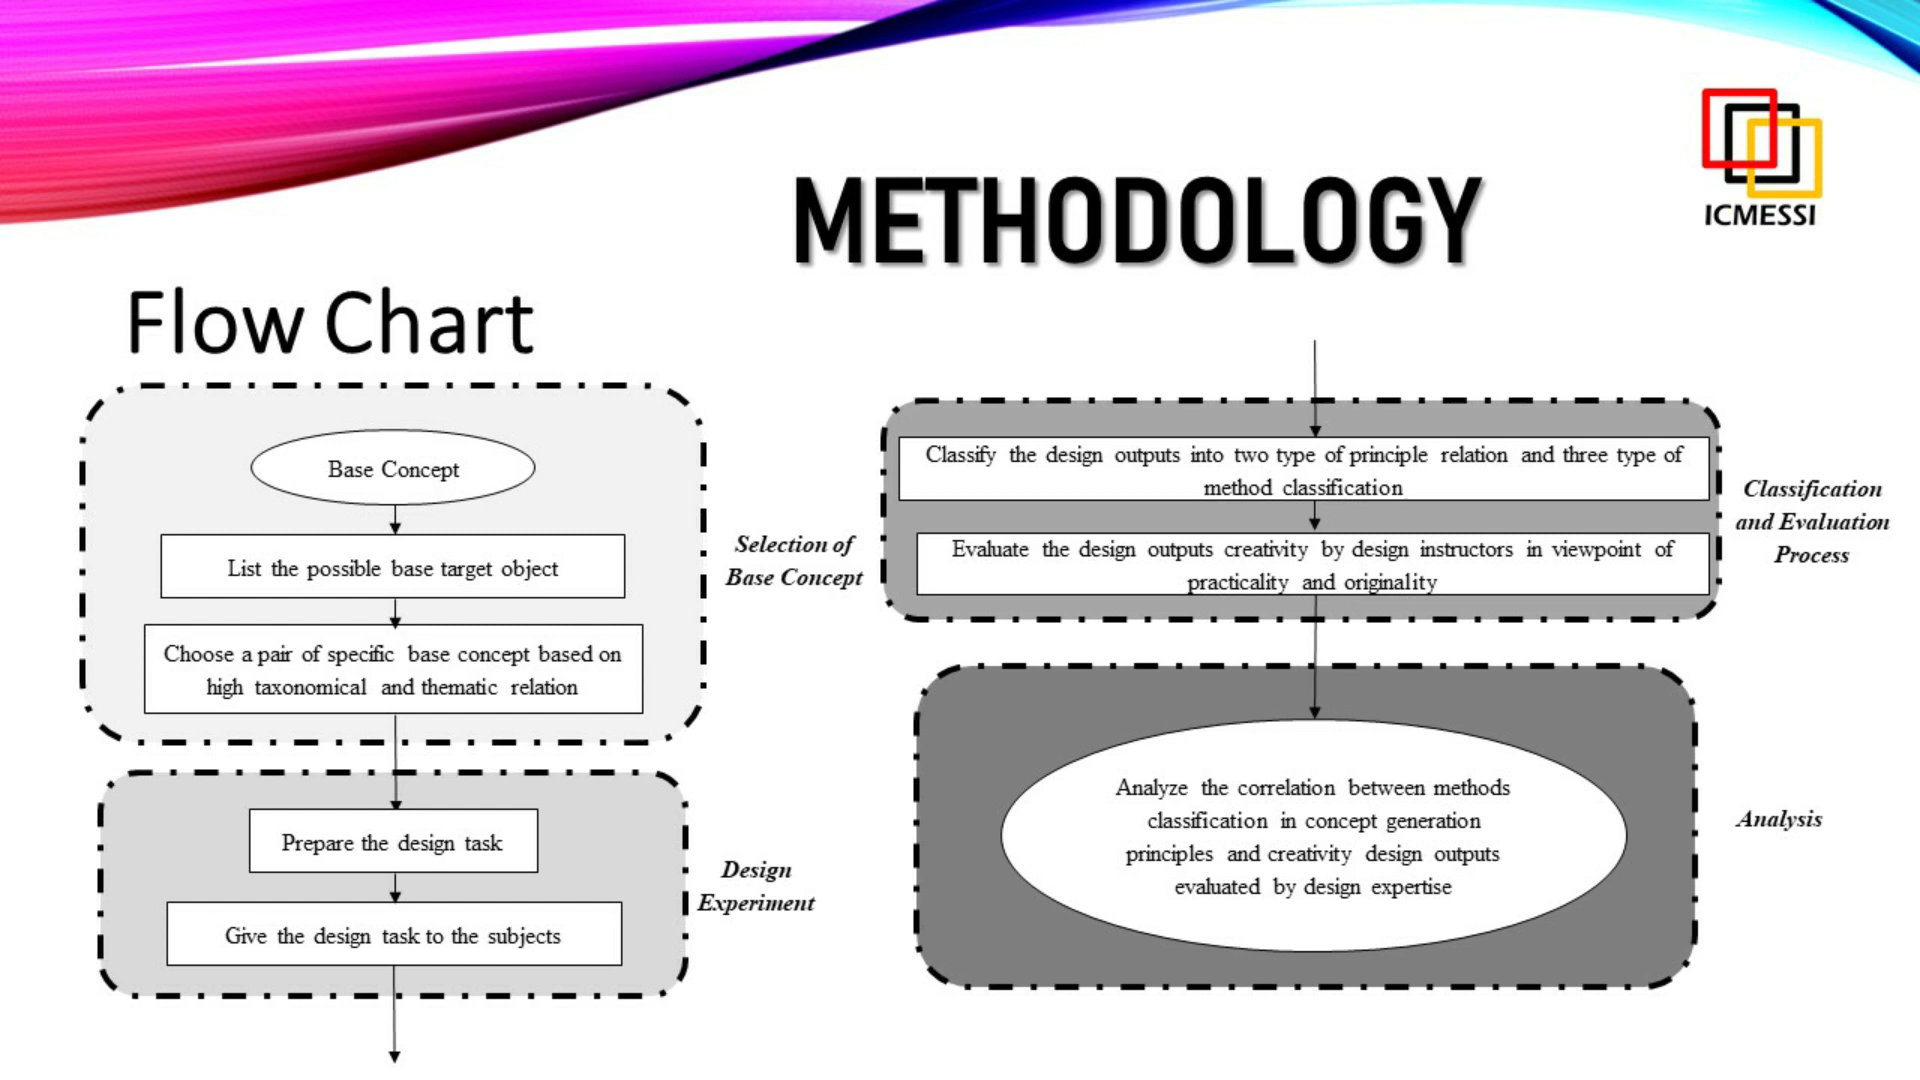 METHODOLOGY
ICMESSI
Flow Chart
Base Concept
List the possible base target object
Choose a pair of specific base concept based on
high taxonomical and thematic relation
Selection of
Base Concept
Prepare the design task
Give the design task to the subjects
Design
Experiment
Classify the design outputs into two type of principle relation and three type of
method classification
Evaluate the design outputs creativity by design instructors in viewpoint of
practicality and originality
Classification
and Evaluation
Process
Analyze the correlation between methods
classification in concept generation
principles and creativity design outputs
evaluated by design expertise
Analysis